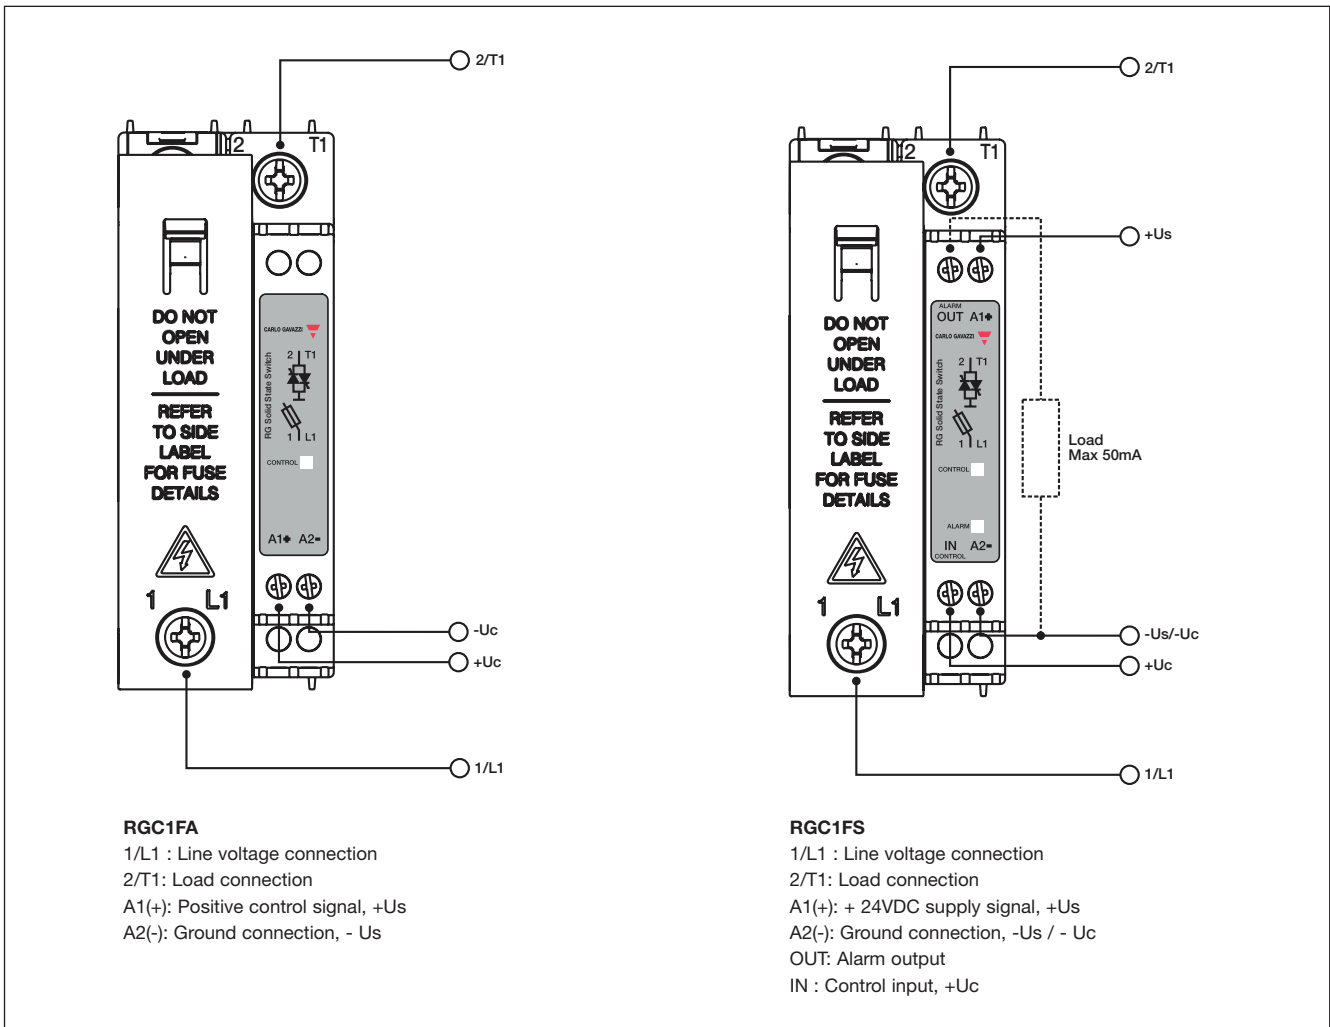 2/T1
2 T1
DO NOT
OPEN
UNDER
LOAD
REFER
TO SIDE
LABEL
FOR FUSE
DETAILS
1 L1
CARLO GAVAZZI
RG Solid State Switch
2 T1
1 L1
CONTROL
A1+ A2-
-Uc
+Uc
1/L1
RGC1FA
1/L1 : Line voltage connection
2/T1: Load connection
A1(+): Positive control signal, +Us
A2(-): Ground connection, - Us
2/T1
2 T1
+Us
DO NOT
OPEN
UNDER
LOAD
REFER
TO SIDE
LABEL
FOR FUSE
DETAILS
1 L1
ALARM
OUT A1+
CARLO GAVAZZI
RG Solid State Switch
2 T1
1 L1
CONTROL
ALARM
IN A2-
CONTROL
Load
Max 50mA
-Us/-Uc
+Uc
1/L1
RGC1FS
1/L1 : Line voltage connection
2/T1: Load connection
A1(+): + 24VDC supply signal, +Us
A2(-): Ground connection, -Us / - Uc
OUT: Alarm output
IN : Control input, +Uc